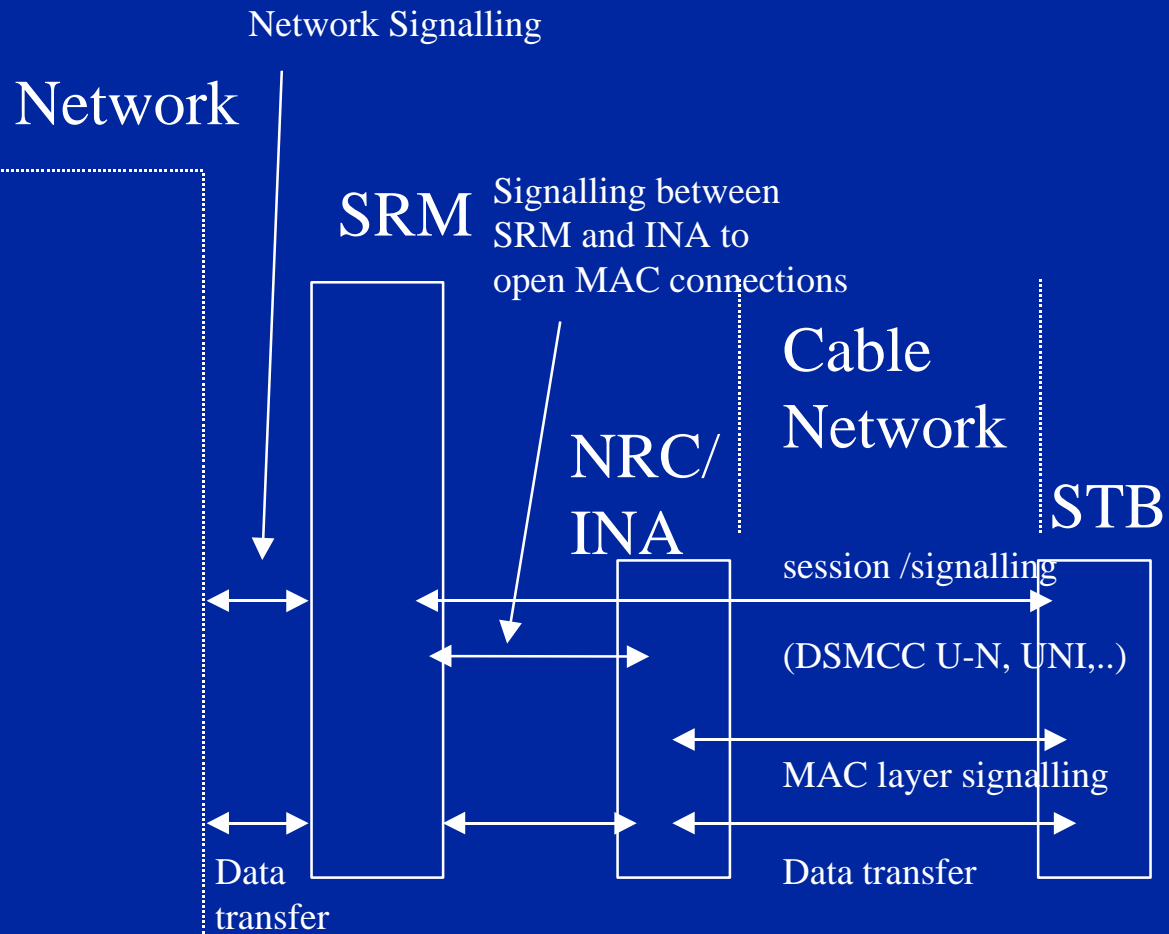 Network Signalling
Network
SRM
Signalling between
SRM and INA to
open MAC connections
Cable
Network
NRC/
INA
STB
session /signalling
(DSMCC U-N, UNI,..)
MAC layer signalling
Data
transfer
Data transfer